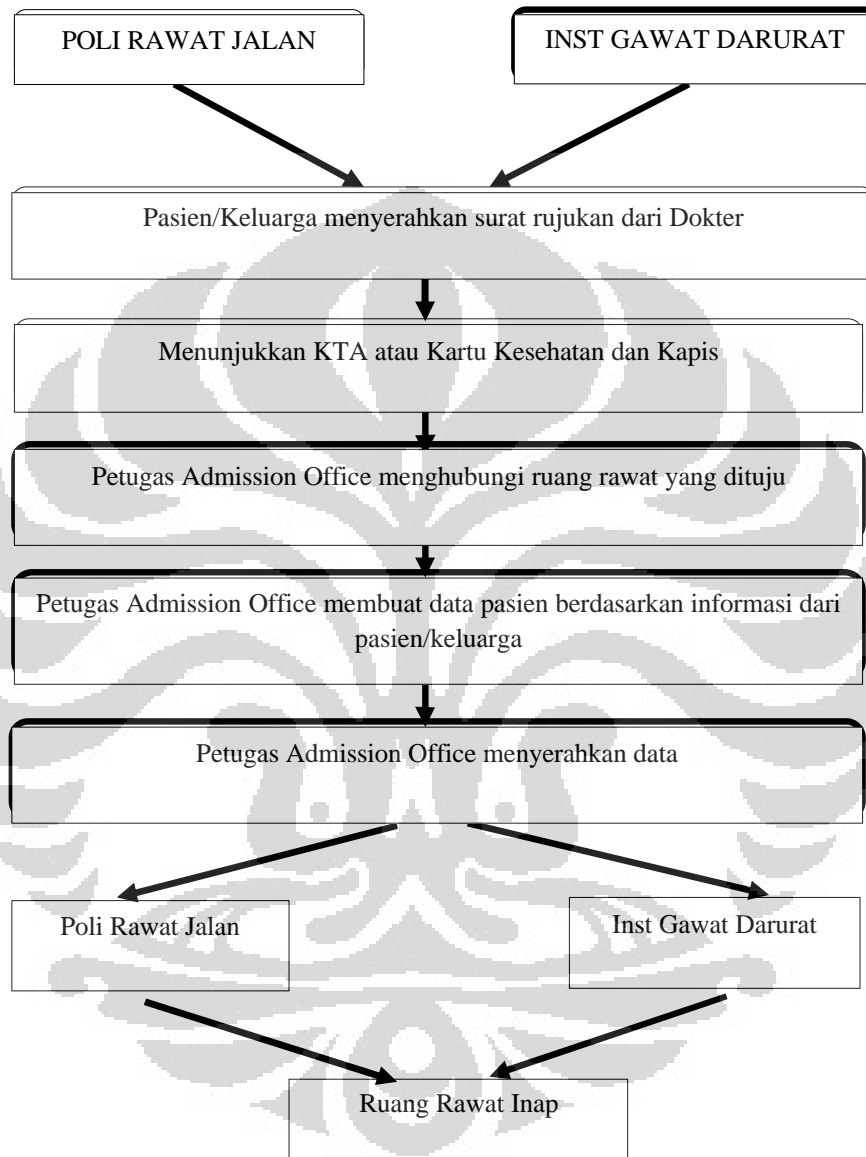 POLI RAWAT JALAN
INST GAWAT DARURAT
Pasien/Keluarga menyerahkan surat rujukan dari Dokter
Menunjukkan KTA atau Kartu Kesehatan dan Kapis
Petugas Admission Office menghubungi ruang rawat yang dituju
Petugas Admission Office membuat data pasien berdasarkan informasi dari
pasien/keluarga
Petugas Admission Office menyerahkan data
Poli Rawat Jalan
Inst Gawat Darurat
Ruang Rawat Inap